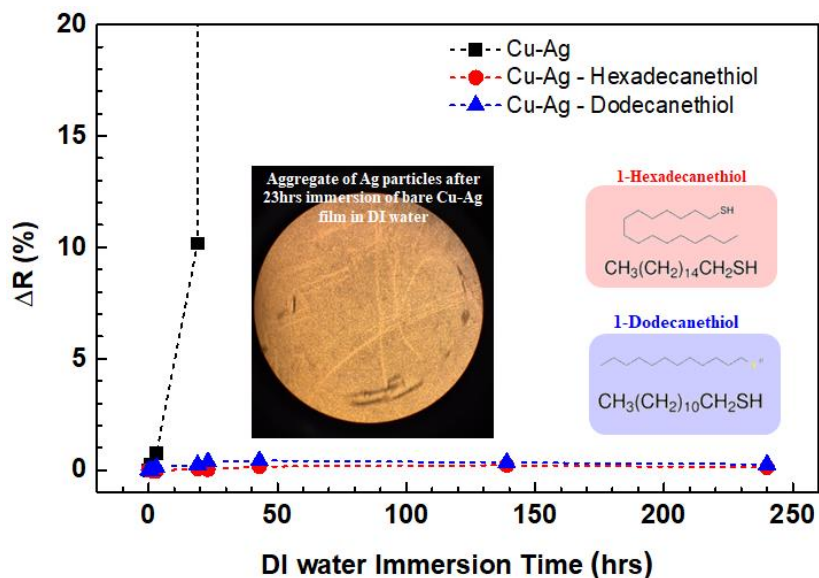 20
15
10
5
0
ΔR (%)
Cu-Ag
Cu-Ag - Hexadecanethiol
Cu-Ag - Dodecanethiol
Aggregate of Ag particles after
23hrs immersion of bare Cu-Ag
film in DI water
1-Hexadecanethiol
SH
CH₃(CH₂)₁₄CH₂SH
1-Dodecanethiol
CH₃(CH₂)₁₀CH₂SH
0 50 100 150 200 250
DI water Immersion Time (hrs)